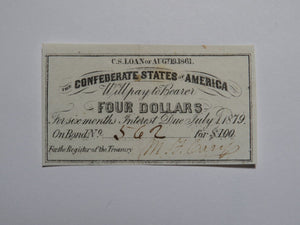 C.S. LOAN OF AUG. 19. 1861.
THE CONFEDERATE STATES OF AMERICA
Will pay to Bearer
FOUR DOLLARS
For six months Interest Due July 1 1879
On Bond, No. 562 for $100.
For the Register of the Treasury